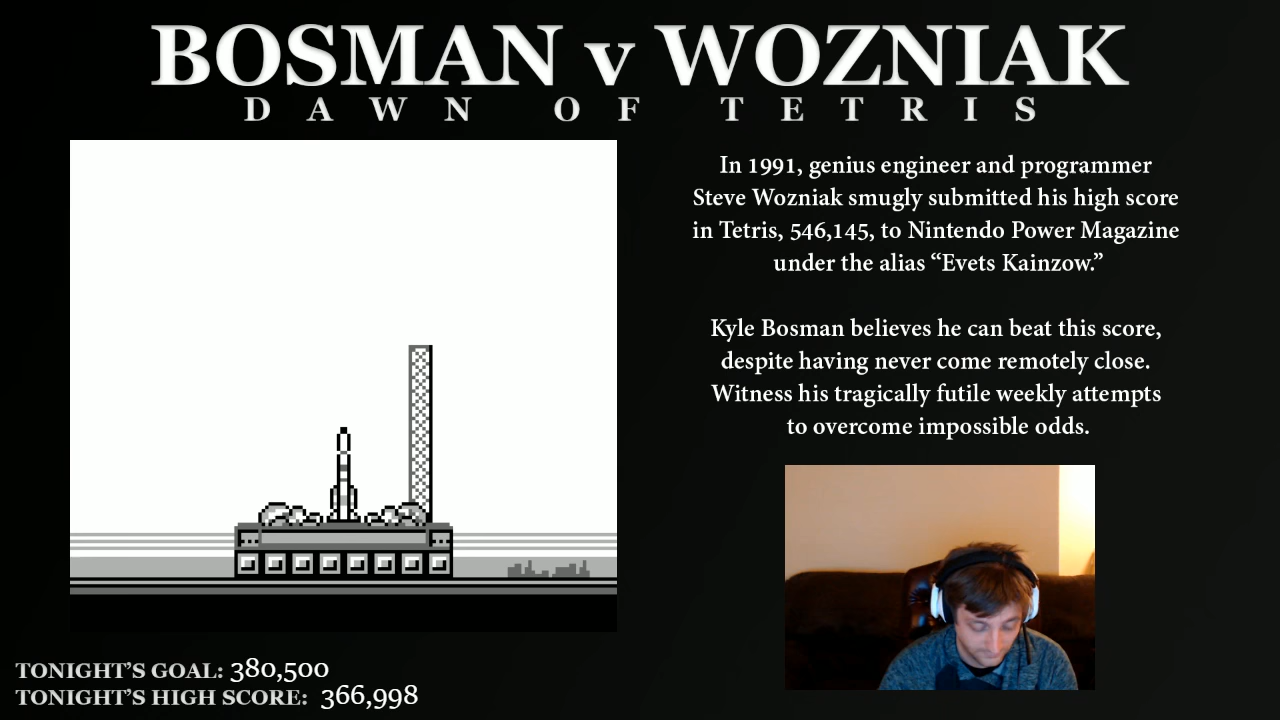 BOSMAN v WOZNIAK
DAWN OF TETRIS
In 1991, genius engineer and programmer
Steve Wozniak smugly submitted his high score
in Tetris, 546,145, to Nintendo Power Magazine
under the alias “Evets Kainzow.”
Kyle Bosman believes he can beat this score,
despite having never come remotely close.
Witness his tragically futile weekly attempts
to overcome impossible odds.
TONIGHT'S GOAL: 380,500
TONIGHT'S HIGH SCORE: 366,998